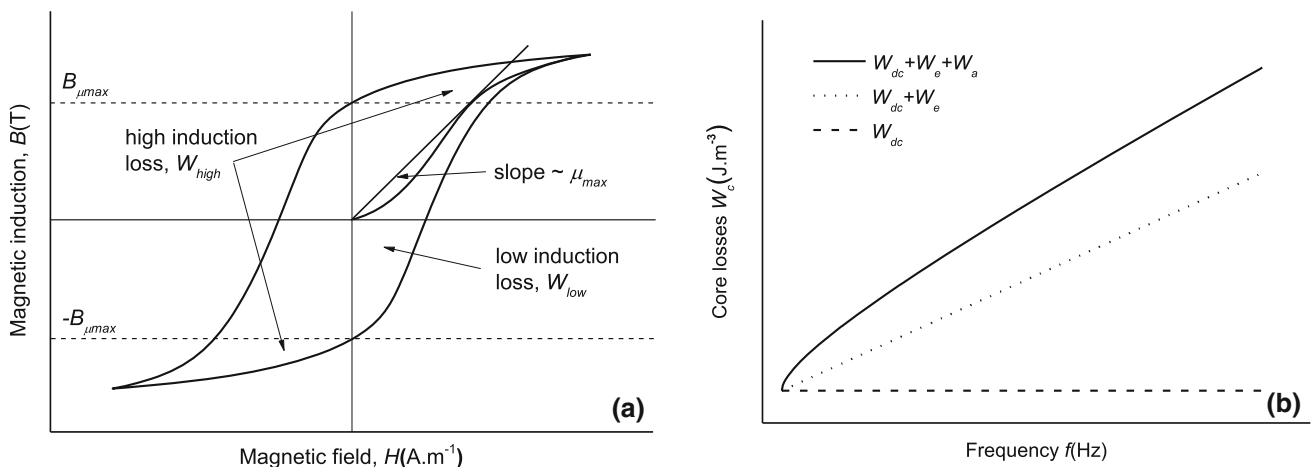 Magnetic induction, B(T)
B_μmax
high induction
loss, W_high
slope ~ μ_max
low induction
loss, W_low
-B_μmax
(a)
Magnetic field, H(A.m⁻¹)
Core losses W_c(J.m⁻³)
W_dc+W_e+W_a
W_dc+W_e
W_dc
(b)
Frequency f(Hz)